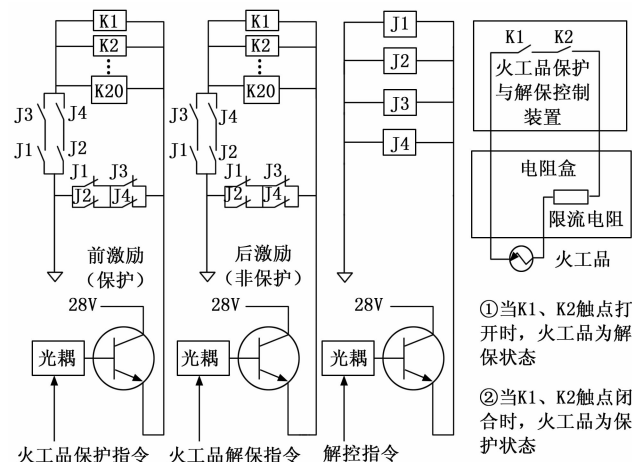 K1
K2
K20
J3
J4
J1
J2
J1
J3
J2
J4
前激励
（保护）
28V
光耦
火工品保护指令
K1
K2
K20
J3
J4
J1
J2
J1
J3
J2
J4
后激励
（非保护）
28V
光耦
火工品解保指令
J1
J2
J3
J4
28V
光耦
解控指令
K1
K2
火工品保护
与解保控制
装置
电阻盒
限流电阻
火工品
①当K1、K2触点打
开时，火工品为解
保状态
②当K1、K2触点闭
合时，火工品为保
护状态